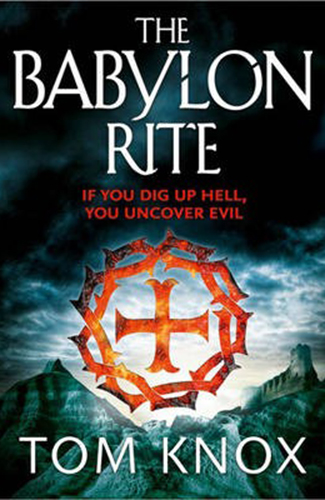 THE
BABYLON
RITE
IF YOU DIG UP HELL,
YOU UNCOVER EVIL
TOM KNOX